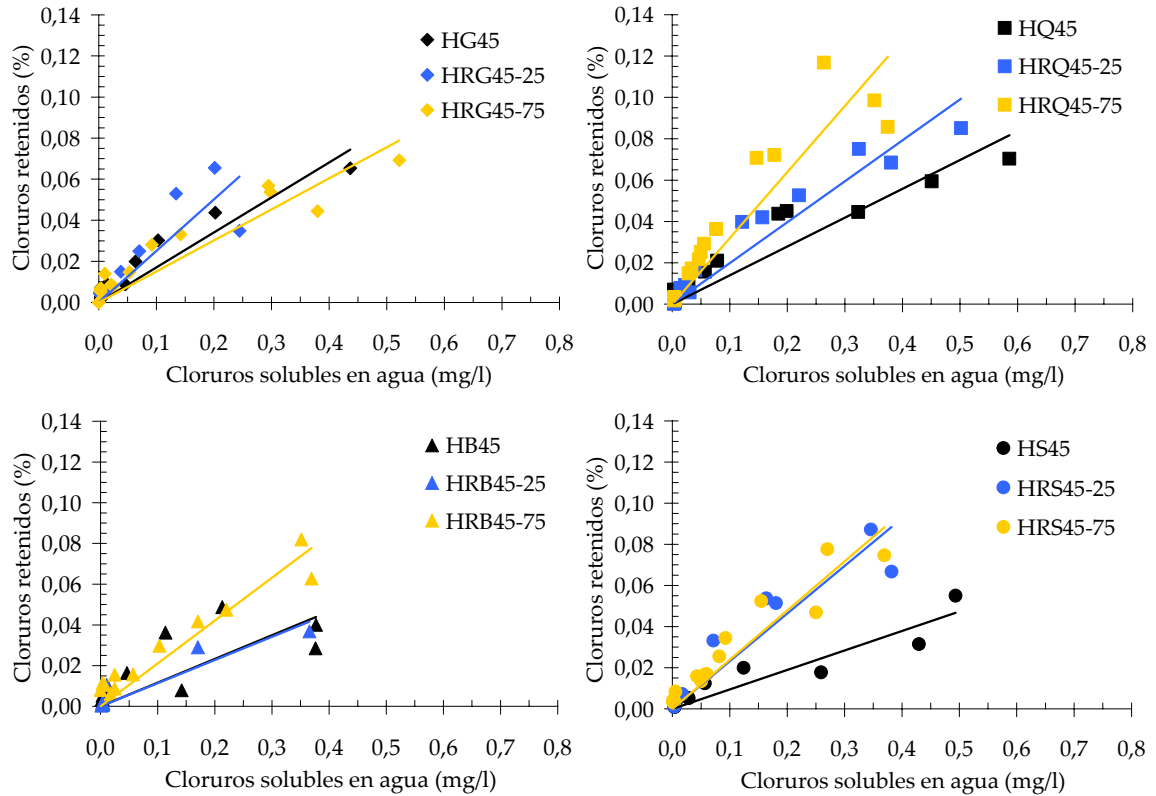 Cloruros retenidos (%)
0,14
0,12
0,10
0,08
0,06
0,04
0,02
0,00
HG45
HRG45-25
HRG45-75
0,0 0,1 0,2 0,3 0,4 0,5 0,6 0,7 0,8
Cloruros solubles en agua (mg/l)
Cloruros retenidos (%)
0,14
0,12
0,10
0,08
0,06
0,04
0,02
0,00
HQ45
HRQ45-25
HRQ45-75
0,0 0,1 0,2 0,3 0,4 0,5 0,6 0,7 0,8
Cloruros solubles en agua (mg/l)
Cloruros retenidos (%)
0,14
0,12
0,10
0,08
0,06
0,04
0,02
0,00
HB45
HRB45-25
HRB45-75
0,0 0,1 0,2 0,3 0,4 0,5 0,6 0,7 0,8
Cloruros solubles en agua (mg/l)
Cloruros retenidos (%)
0,14
0,12
0,10
0,08
0,06
0,04
0,02
0,00
HS45
HRS45-25
HRS45-75
0,0 0,1 0,2 0,3 0,4 0,5 0,6 0,7 0,8
Cloruros solubles en agua (mg/l)